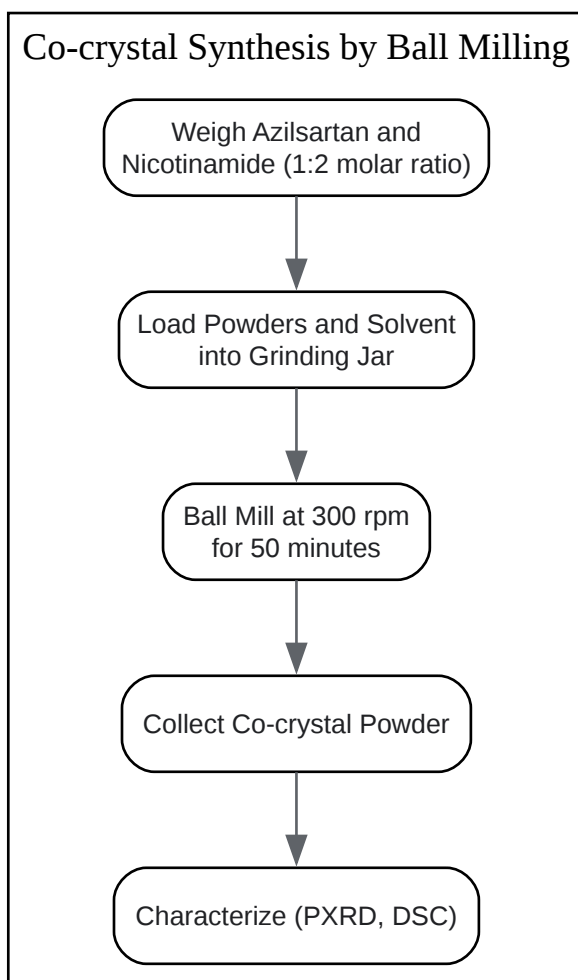 Co-crystal Synthesis by Ball Milling
Weigh Azilsartan and
Nicotinamide (1:2 molar ratio)
Load Powders and Solvent
into Grinding Jar
Ball Mill at 300 rpm
for 50 minutes
Collect Co-crystal Powder
Characterize (PXRD, DSC)